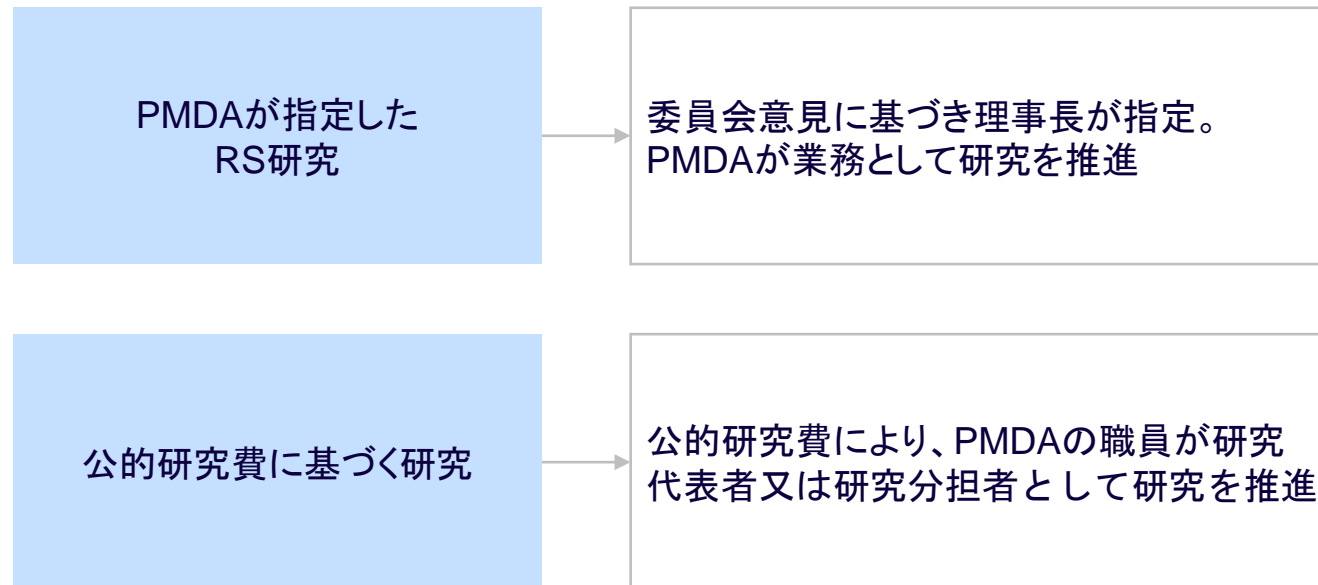 PMDAが指定した
RS研究
委員会意見に基づき理事長が指定。
PMDAが業務として研究を推進
公的研究費に基づく研究
公的研究費により、PMDAの職員が研究
代表者又は研究分担者として研究を推進